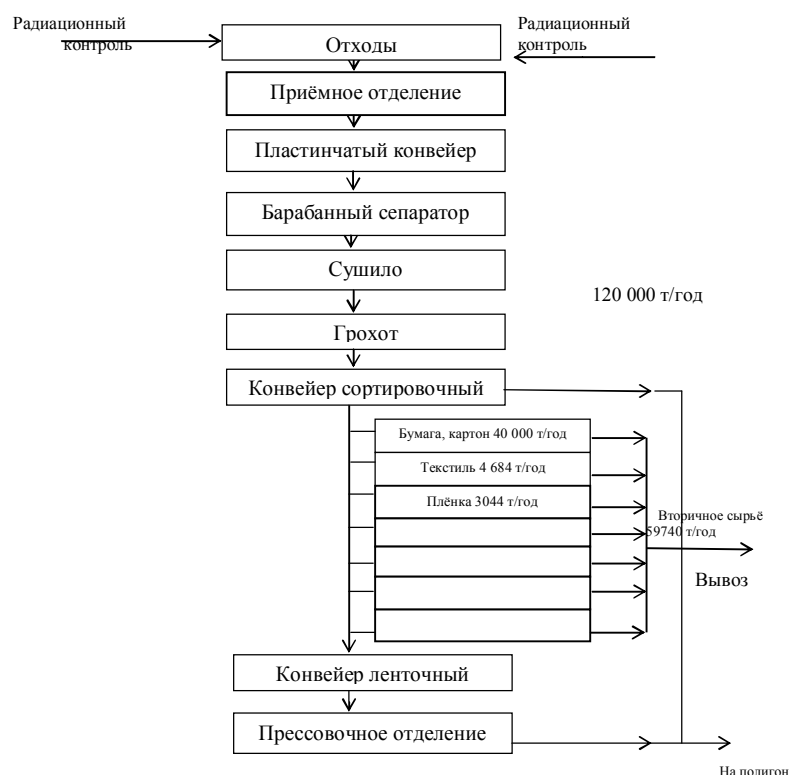 Радиационный
контроль
Радиационный
контроль
Отходы
Приёмное отделение
Пластинчатый конвейер
Барабанный сепаратор
Сушило
120 000 т/год
Грохот
Конвейер сортировочный
Бумага, картон 40 000 т/год
Текстиль 4 684 т/год
Плёнка 3044 т/год
Вторичное сырьё
59740 т/год
Вывоз
Конвейер ленточный
Прессовочное отделение
На полигон